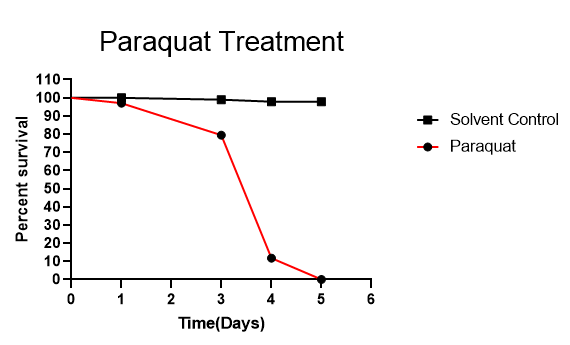 Paraquat Treatment
110
100
90
80
70
60
50
40
30
20
10
0
Percent survival
0 1 2 3 4 5 6
Time(Days)
Solvent Control
Paraquat